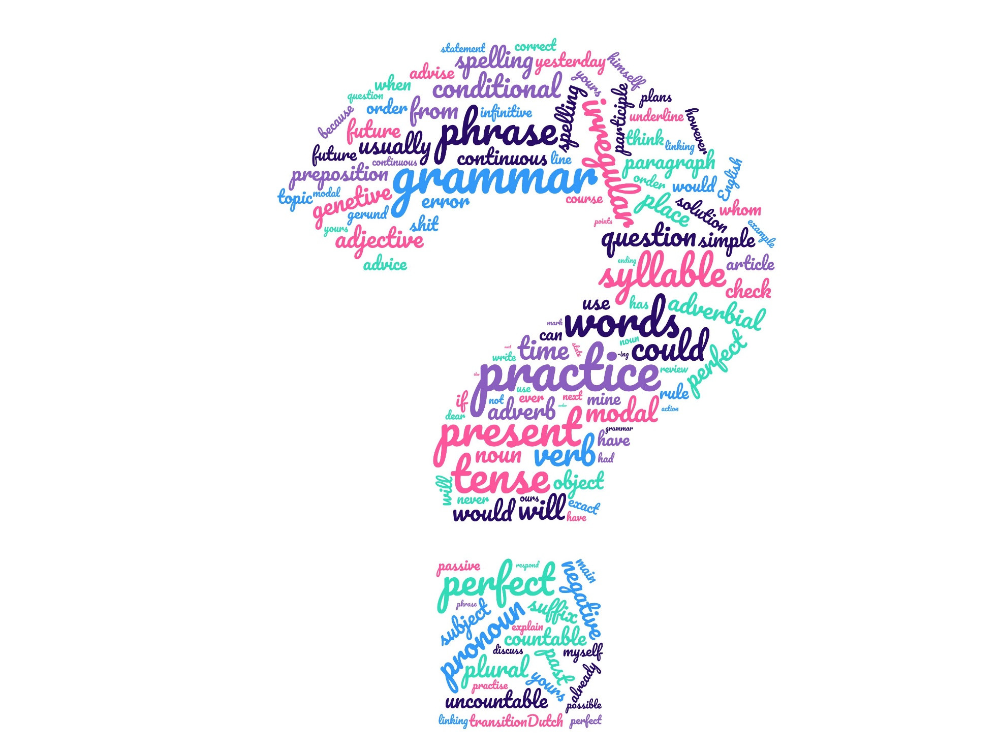 statement
correct
spelling
yesterday
himself
advise
when
conditional
yours
question
order
from
infinitive
spelling
irregular
participle
plans
because
future
usually
phrase
underline
however
think
linking
future
continuous
continuous
line
paragraph
English
preposition
grammar
order
would
topic
modal
genetive
error
course
place
solution
whom
gerund
shit
points
example
yours
adjective
question
simple
advice
ending
syllable
article
check
use
has
adverbial
mark
words
can
noun
could
perfect
next
time
state
-ing
write
idea
practice
review
use
rule
if
not
ever
next
mine
action
dear
adverb
order
modal
present
grammar
have
noun
verb
had
will
tense
object
never
ours
exact
would
will
have
passive
perfect
respond
negative
main
phrase
subject
pronoun
suffix
explain
countable
discuss
past
myself
plural
already
practise
yours
uncountable
possible
linking
transition
Dutch
perfect